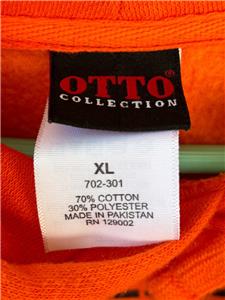 OTTO®
COLLECTION
XL
702-301
70% COTTON
30% POLYESTER
MADE IN PAKISTAN
RN 129002